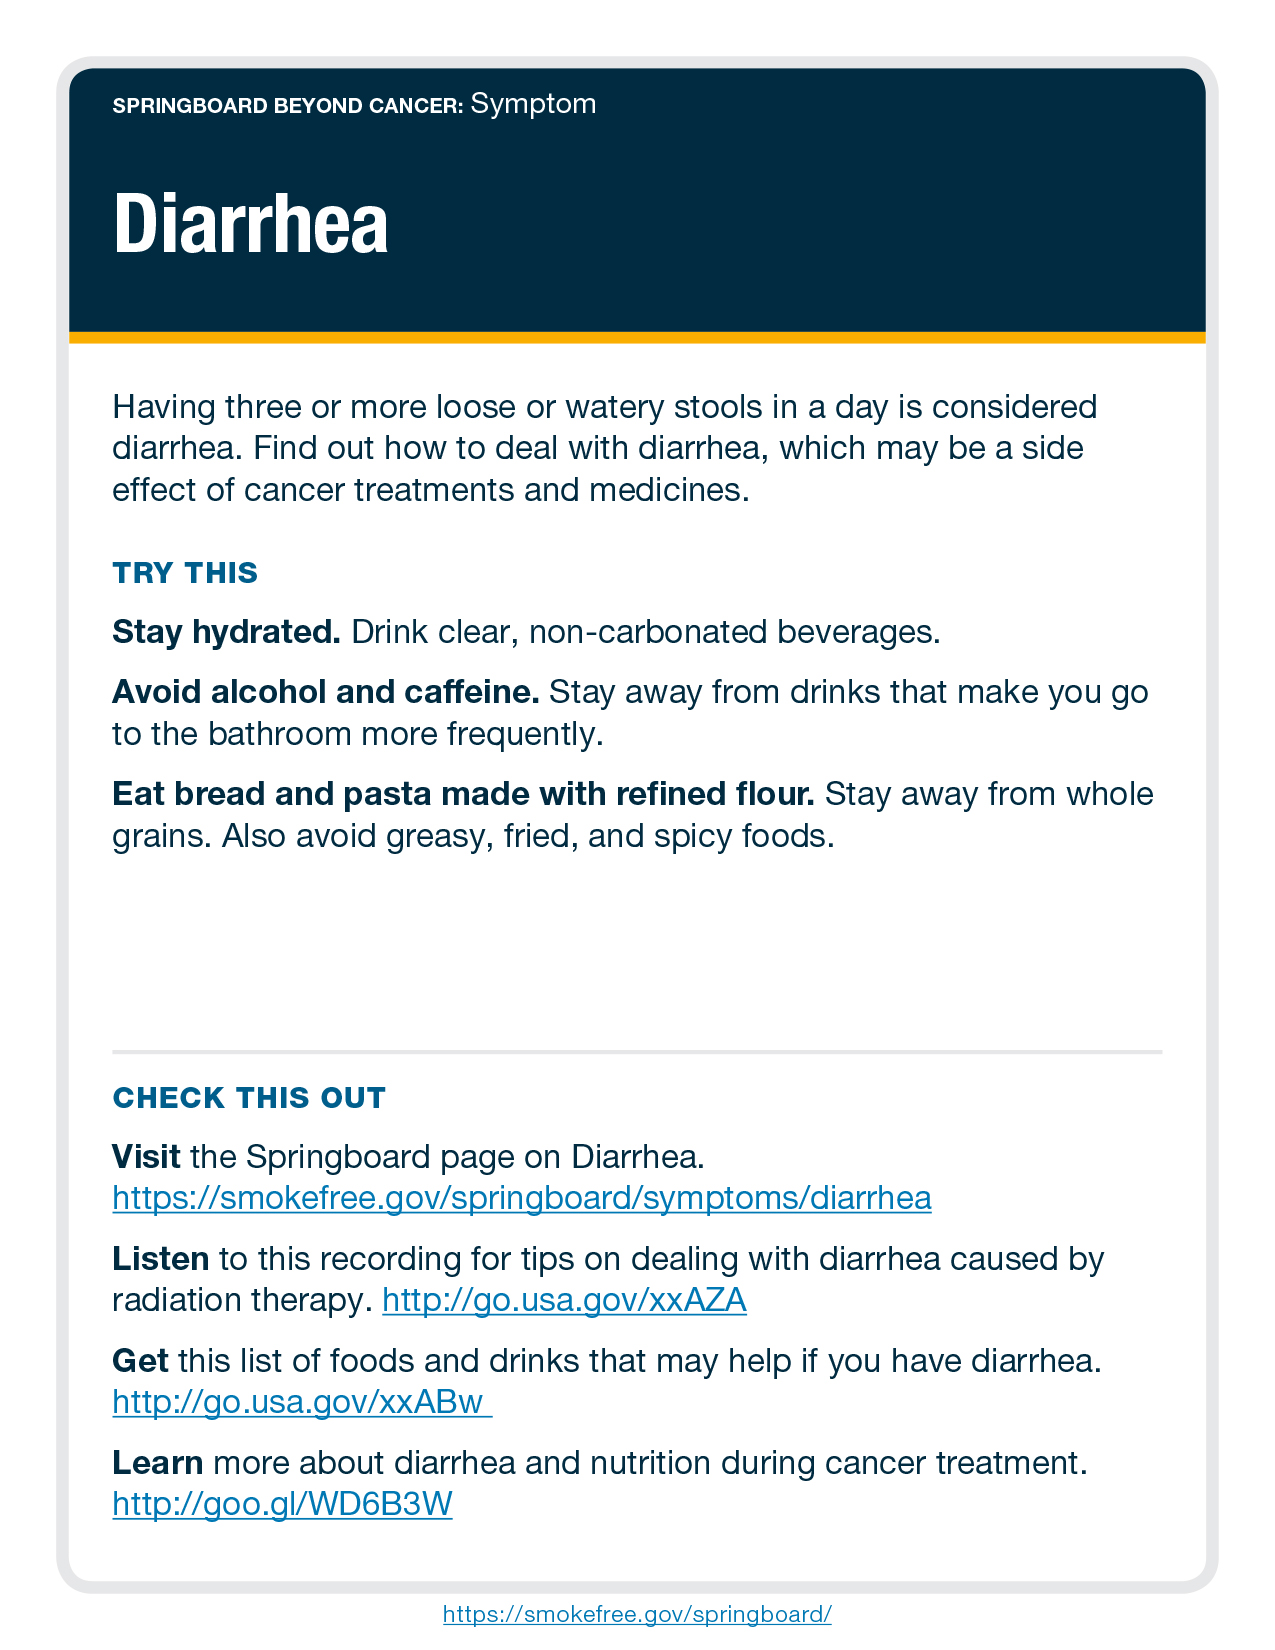 SPRINGBOARD BEYOND CANCER: Symptom
Diarrhea
Having three or more loose or watery stools in a day is considered
diarrhea. Find out how to deal with diarrhea, which may be a side
effect of cancer treatments and medicines.
TRY THIS
Stay hydrated. Drink clear, non-carbonated beverages.
Avoid alcohol and caffeine. Stay away from drinks that make you go
to the bathroom more frequently.
Eat bread and pasta made with refined flour. Stay away from whole
grains. Also avoid greasy, fried, and spicy foods.
CHECK THIS OUT
Visit the Springboard page on Diarrhea.
https://smokefree.gov/springboard/symptoms/diarrhea
Listen to this recording for tips on dealing with diarrhea caused by
radiation therapy. http://go.usa.gov/xxAZA
Get this list of foods and drinks that may help if you have diarrhea.
http://go.usa.gov/xxABw
Learn more about diarrhea and nutrition during cancer treatment.
http://goo.gl/WD6B3W
https://smokefree.gov/springboard/